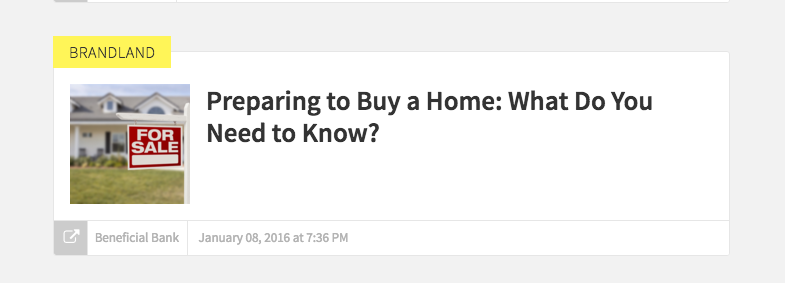 BRANDLAND
Preparing to Buy a Home: What Do You
Need to Know?
FOR
SALE
Beneficial Bank
January 08, 2016 at 7:36 PM